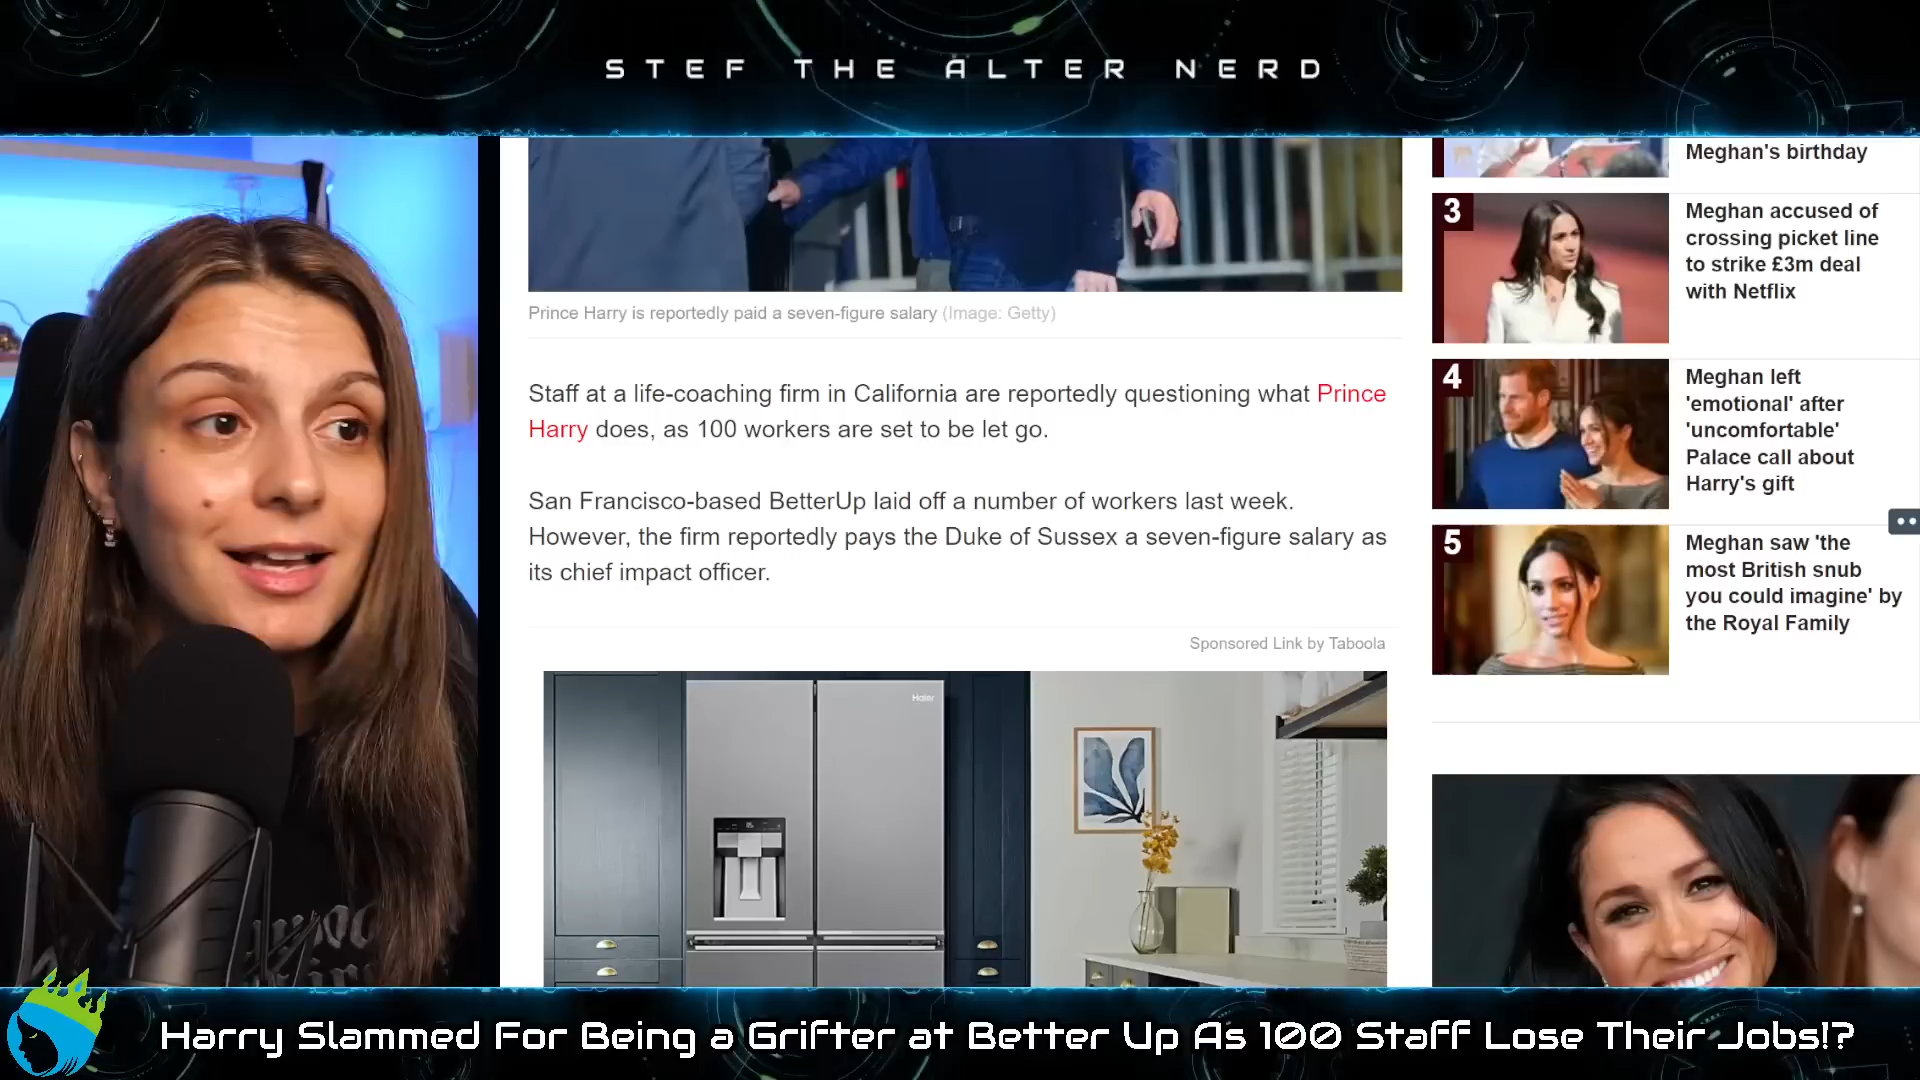 STEF THE ALTER NERD
Prince Harry is reportedly paid a seven-figure salary (Image: Getty)
Staff at a life-coaching firm in California are reportedly questioning what Prince
Harry does, as 100 workers are set to be let go.
San Francisco-based BetterUp laid off a number of workers last week.
However, the firm reportedly pays the Duke of Sussex a seven-figure salary as
its chief impact officer.
Sponsored Link by Taboola
Haier
Meghan's birthday
3
Meghan accused of
crossing picket line
to strike £3m deal
with Netflix
4
Meghan left
'emotional' after
'uncomfortable'
Palace call about
Harry's gift
5
Meghan saw 'the
most British snub
you could imagine' by
the Royal Family
Harry Slammed For Being a Grifter at Better Up As 100 Staff Lose Their Jobs!?